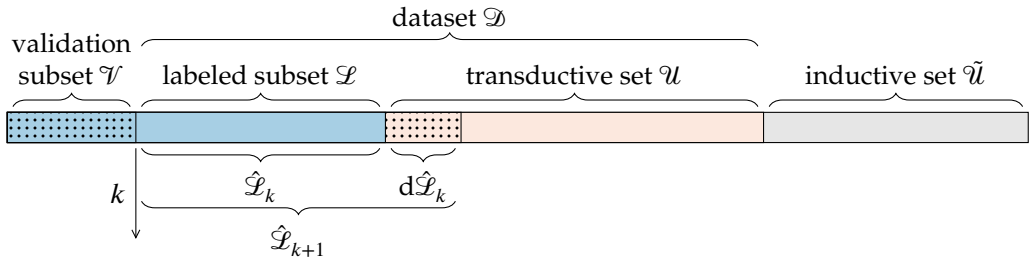 dataset 𝒟
validation
subset 𝒱
labeled subset ℒ
transductive set 𝒰
inductive set 𝒰̃
k
ℒ̂ₖ
dℒ̂ₖ
ℒ̂ₖ₊₁